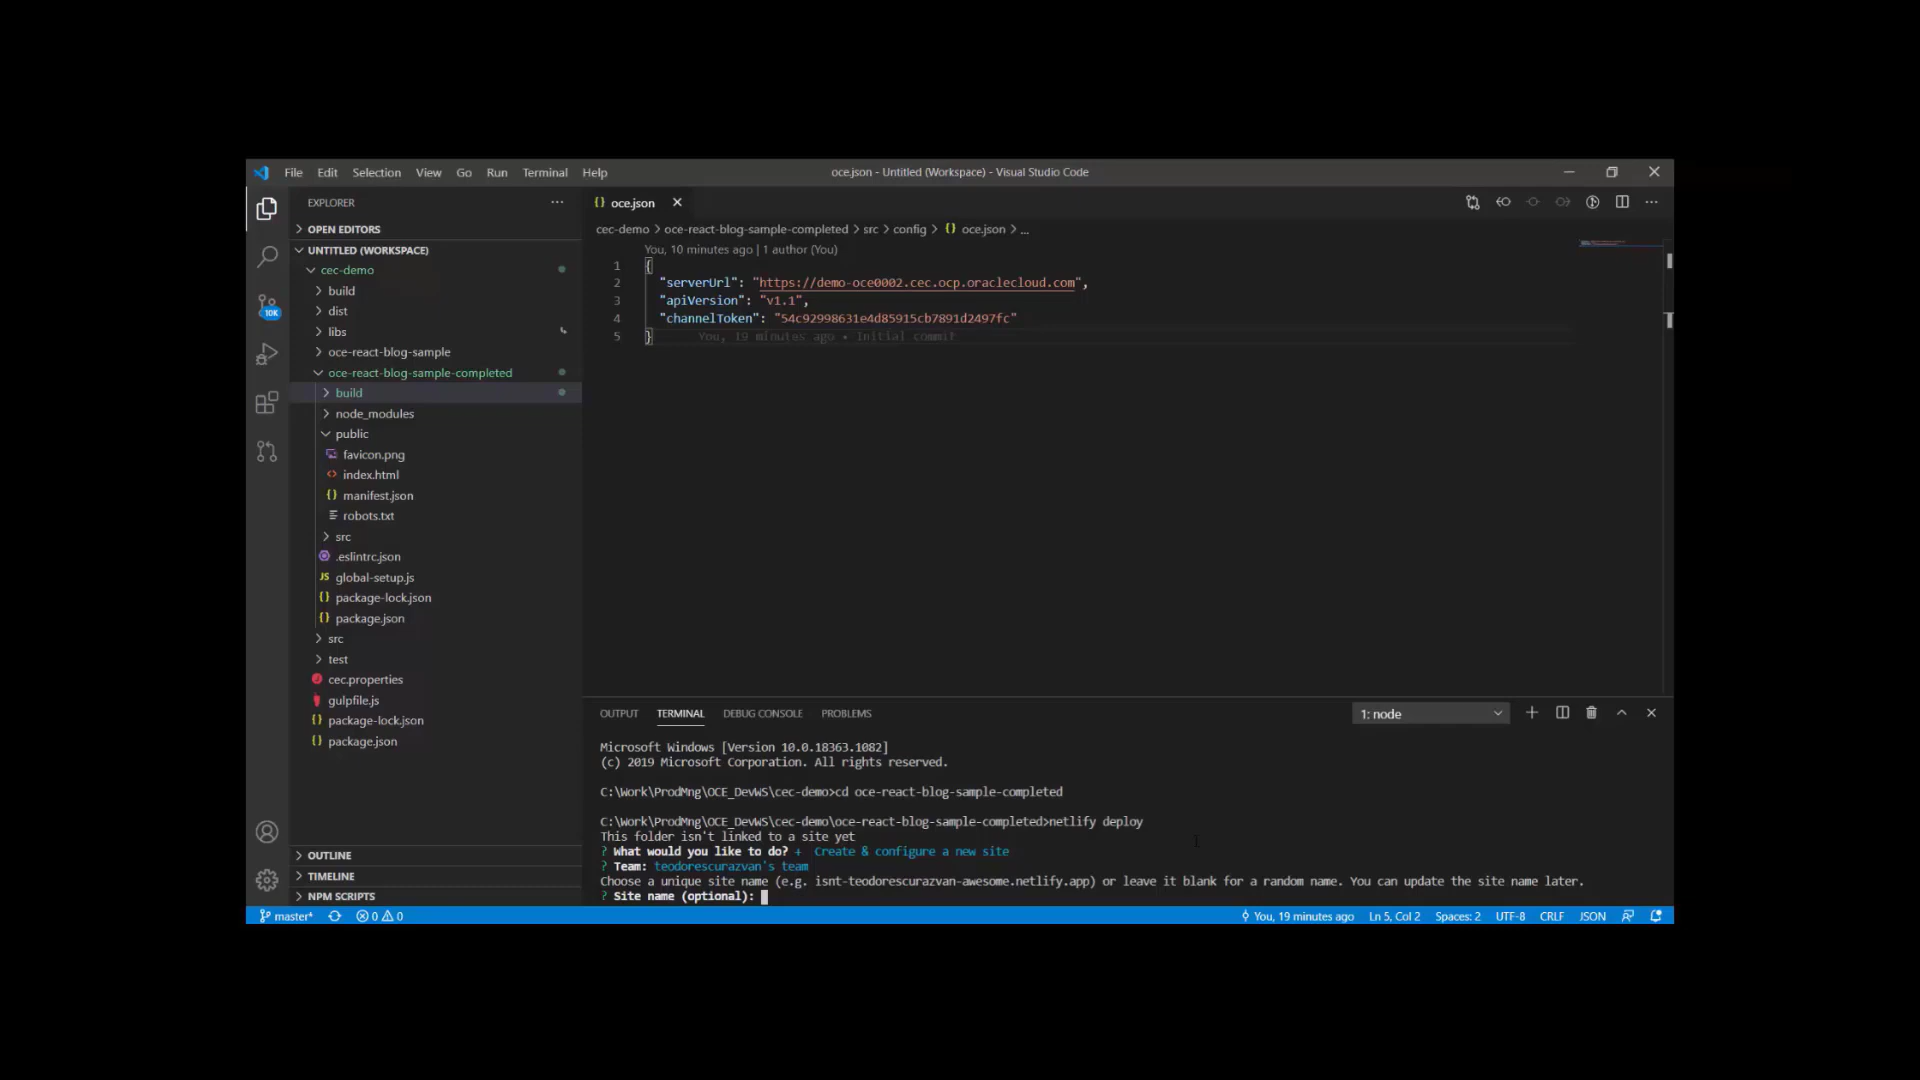 File Edit Selection View Go Run Terminal Help
oce.json - Untitled (Workspace) - Visual Studio Code
EXPLORER
OPEN EDITORS
UNTITLED (WORKSPACE)
cec-demo
build
dist
libs
oce-react-blog-sample
oce-react-blog-sample-completed
build
node_modules
public
favicon.png
index.html
manifest.json
robots.txt
src
.eslintrc.json
global-setup.js
package-lock.json
package.json
src
test
cec.properties
gulpfile.js
package-lock.json
package.json
OUTLINE
TIMELINE
NPM SCRIPTS
10K
{} oce.json
cec-demo > oce-react-blog-sample-completed > src > config > {} oce.json > ...
You, 10 minutes ago | 1 author (You)
1 {
2 "serverUrl": "https://demo-oce0002.cec.ocp.oraclecloud.com",
3 "apiVersion": "v1.1",
4 "channelToken": "54c92998631e4d85915cb7891d2497fc"
5 } You, 19 minutes ago • Initial commit
OUTPUT TERMINAL DEBUG CONSOLE PROBLEMS
1: node
Microsoft Windows [Version 10.0.18363.1082]
(c) 2019 Microsoft Corporation. All rights reserved.
C:\Work\ProdMng\OCE_DevWS\cec-demo>cd oce-react-blog-sample-completed
C:\Work\ProdMng\OCE_DevWS\cec-demo\oce-react-blog-sample-completed>netlify deploy
This folder isn't linked to a site yet
? What would you like to do? + Create & configure a new site
? Team: teodorescurazvan's team
Choose a unique site name (e.g. isnt-teodorescurazvan-awesome.netlify.app) or leave it blank for a random name. You can update the site name later.
? Site name (optional):
master* 0 0
You, 19 minutes ago Ln 5, Col 2 Spaces: 2 UTF-8 CRLF JSON